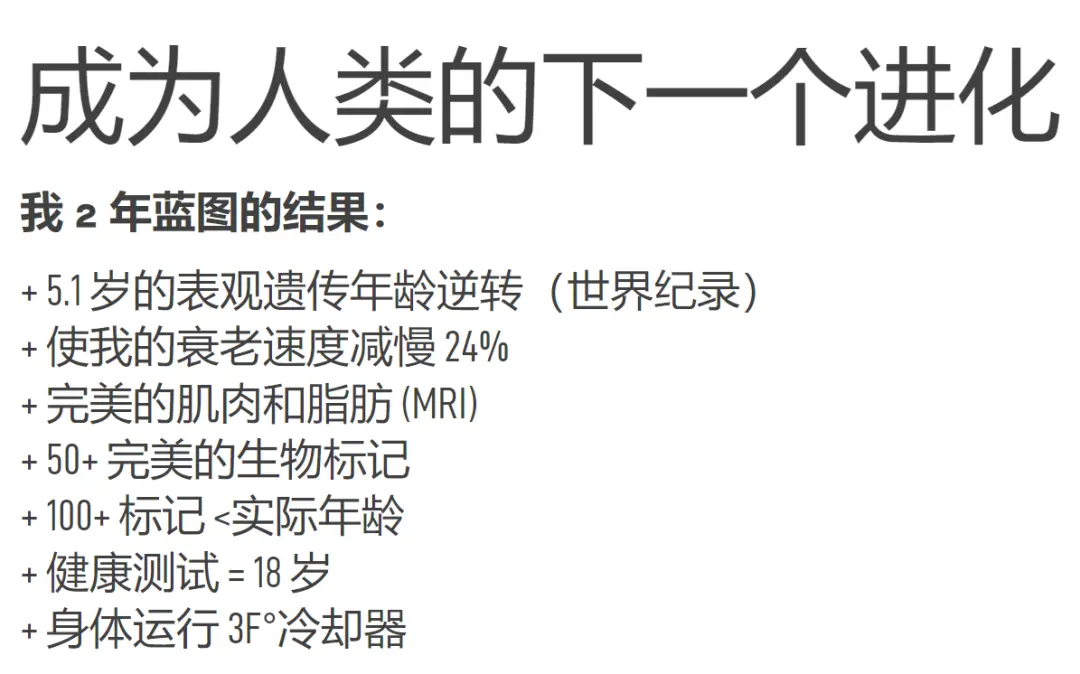 成为人类的下一个进化
我 2 年蓝图的结果：
+ 5.1 岁的表观遗传年龄逆转（世界纪录）
+ 使我的衰老速度减慢 24%
+ 完美的肌肉和脂肪 (MRI)
+ 50+ 完美的生物标记
+ 100+ 标记 <实际年龄
+ 健康测试 = 18 岁
+ 身体运行 3F°冷却器